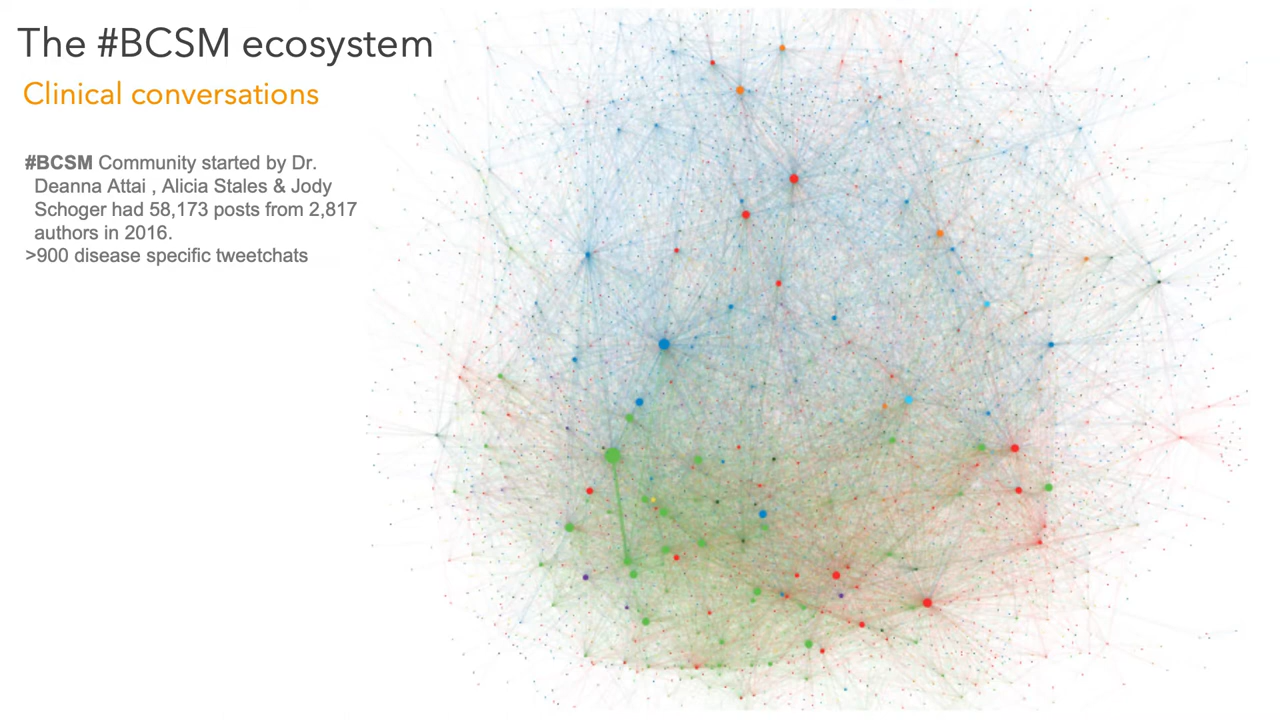 The #BCSM ecosystem
Clinical conversations
#BCSM Community started by Dr.
Deanna Attai , Alicia Stales & Jody
Schoger had 58,173 posts from 2,817
authors in 2016.
>900 disease specific tweetchats